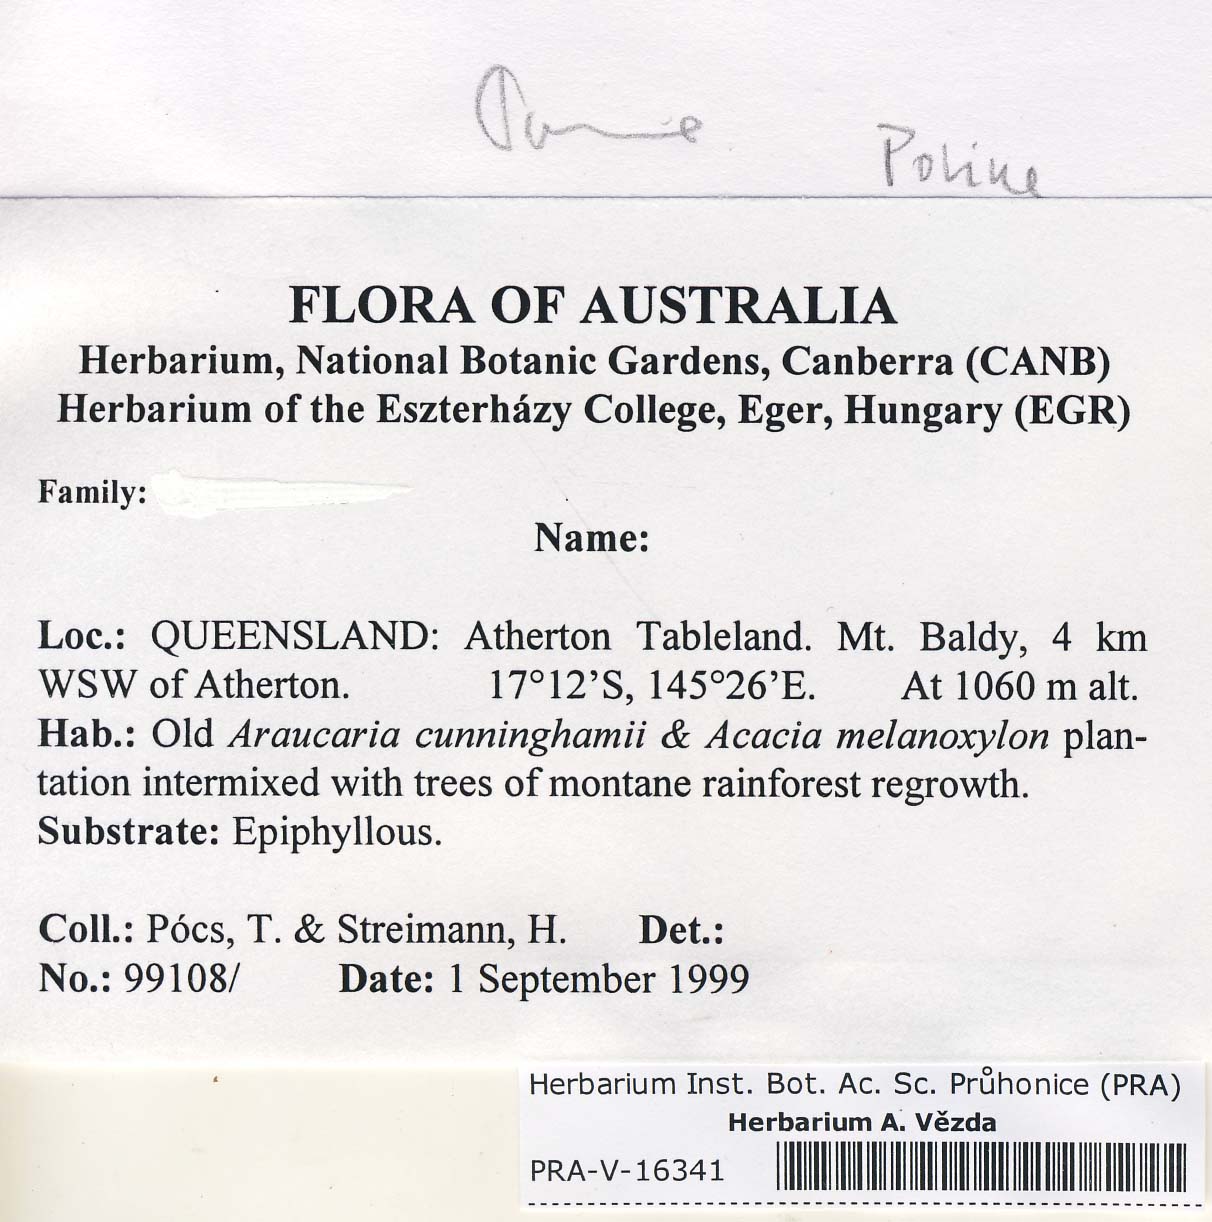 FLORA OF AUSTRALIA
Herbarium, National Botanic Gardens, Canberra (CANB)
Herbarium of the Eszterházy College, Eger, Hungary (EGR)
Family:
Name:
Loc.: QUEENSLAND: Atherton Tableland. Mt. Baldy, 4 km
WSW of Atherton. 17°12’S, 145°26’E. At 1060 m alt.
Hab.: Old Araucaria cunninghamii & Acacia melanoxylon plan-
tation intermixed with trees of montane rainforest regrowth.
Substrate: Epiphyllous.
Coll.: Pócs, T. & Streimann, H. Det.:
No.: 99108/ Date: 1 September 1999
Herbarium Inst. Bot. Ac. Sc. Průhonice (PRA)
Herbarium A. Vězda
PRA-V-16341